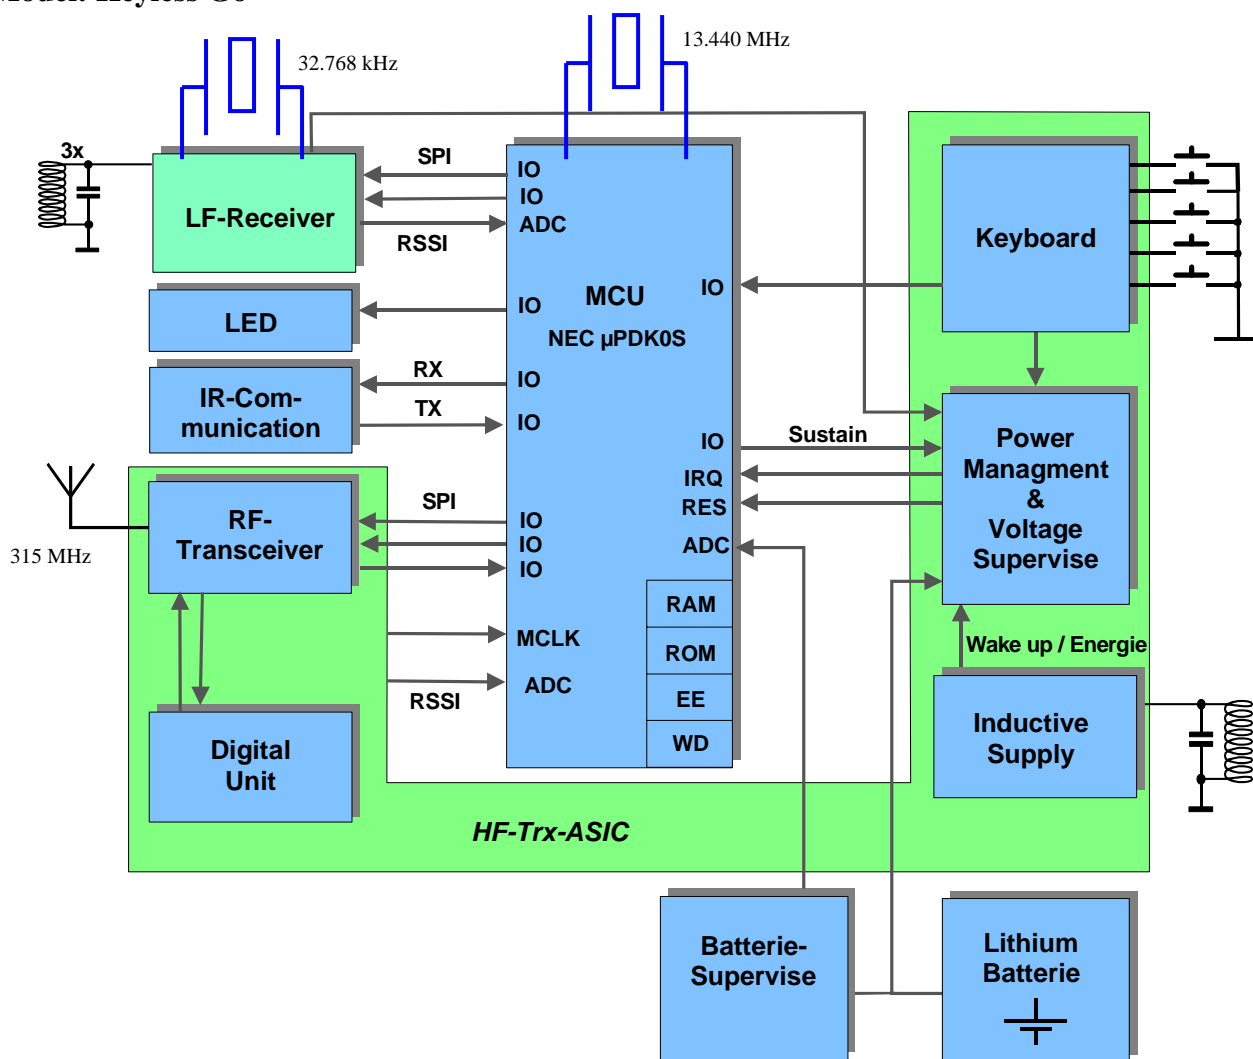 Model: Keyless Go
32.768 kHz
13.440 MHz
3x
LF-Receiver
SPI
RSSI
IO
IO
ADC
MCU
NEC µPDK0S
IO
Keyboard
LED
IO
IR-Com-
munication
RX
TX
IO
IO
IO
Sustain
IRQ
RES
ADC
Power
Managment
&
Voltage
Supervise
315 MHz
RF-
Transceiver
SPI
IO
IO
IO
MCLK
RSSI
ADC
RAM
ROM
EE
WD
Wake up / Energie
Inductive
Supply
Digital
Unit
HF-Trx-ASIC
Batterie-
Supervise
Lithium
Batterie